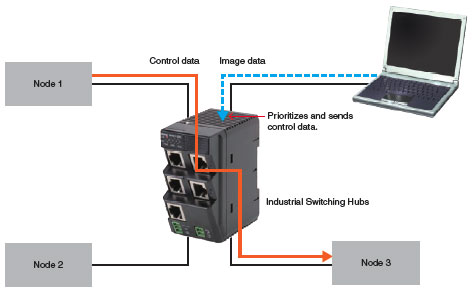 Control data
Image data
Node 1
Prioritizes and sends
control data.
Industrial Switching Hubs
Node 2
Node 3